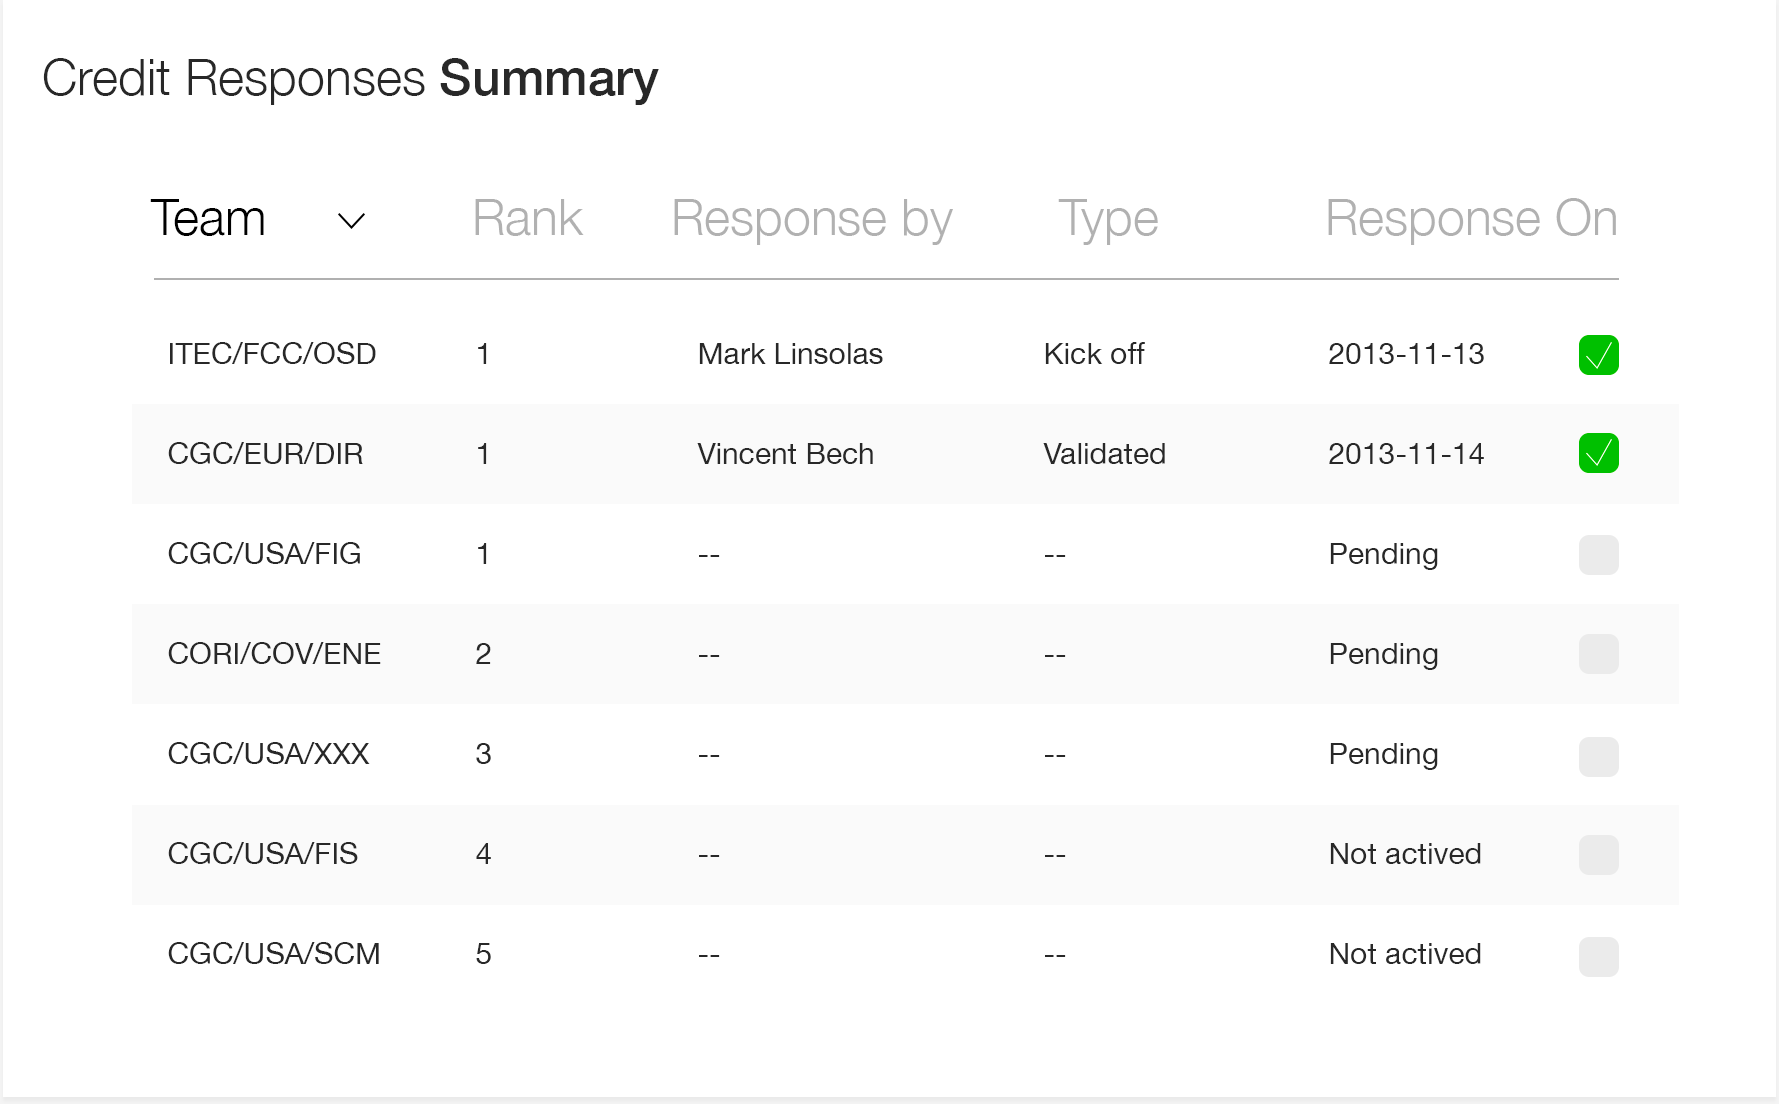 Credit Responses Summary
Team Rank Response by Type Response On
ITEC/FCC/OSD 1 Mark Linsolas Kick off 2013-11-13
CGC/EUR/DIR 1 Vincent Bech Validated 2013-11-14
CGC/USA/FIG 1 -- -- Pending
CORI/COV/ENE 2 -- -- Pending
CGC/USA/XXX 3 -- -- Pending
CGC/USA/FIS 4 -- -- Not actived
CGC/USA/SCM 5 -- -- Not actived